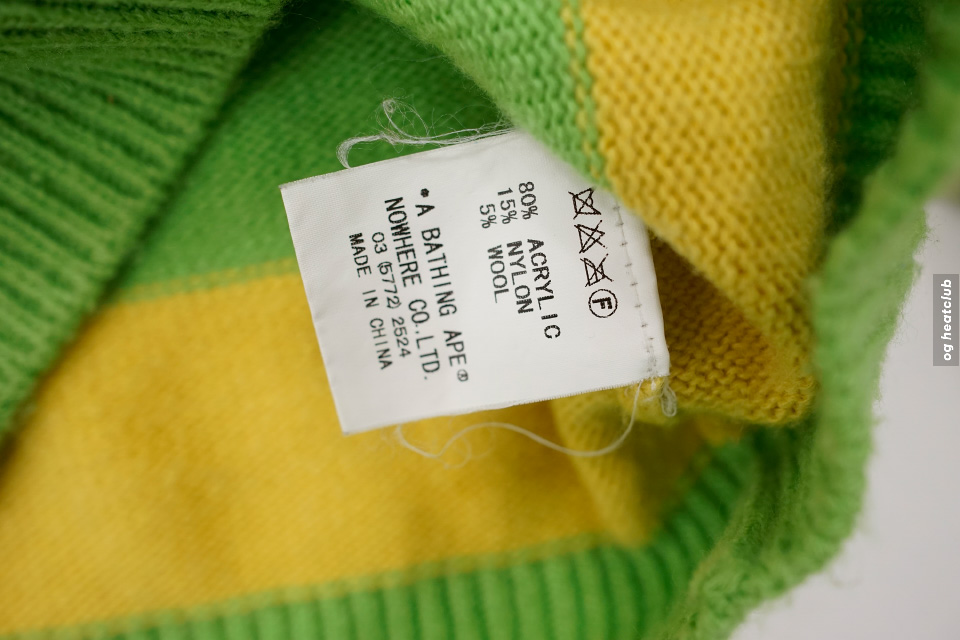 80% ACRYLIC
15% NYLON
5% WOOL
*A BATHING APE®
NOWHERE CO.,LTD.
03 (5772) 2524
MADE IN CHINA
F
og heatclub